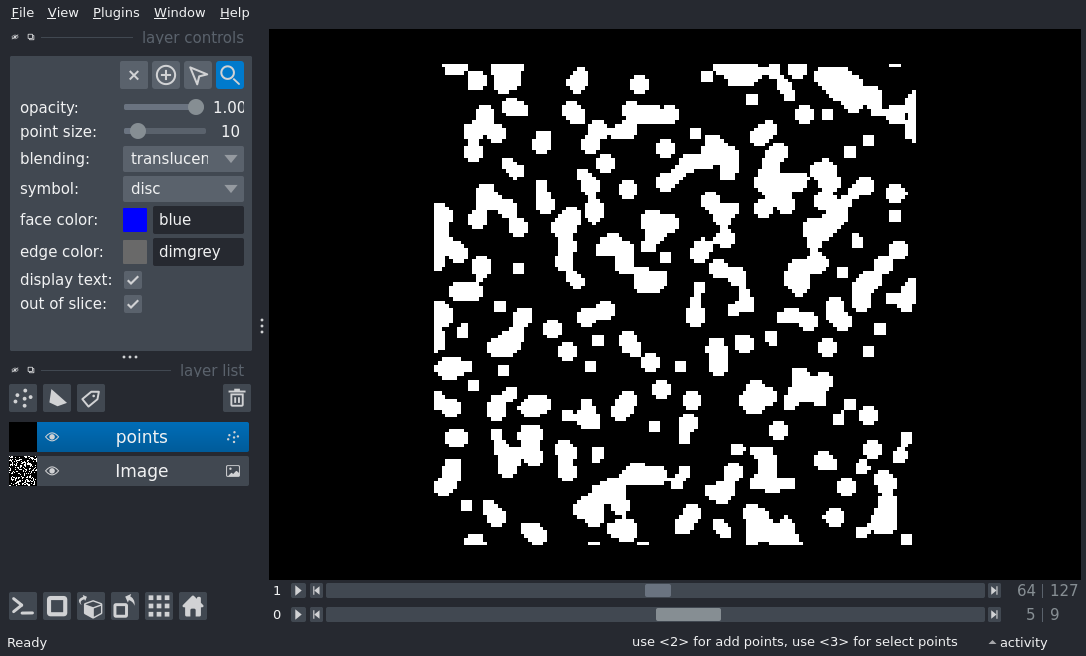 File View Plugins Window Help
layer controls
opacity: 1.00
point size: 10
blending: translucen
symbol: disc
face color: blue
edge color: dimgrey
display text:
out of slice:
layer list
points
Image
1 64 | 127
0 5 | 9
Ready use <2> for add points, use <3> for select points activity